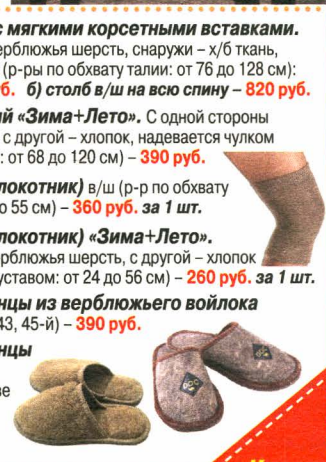 с мягкими корсетными вставками.
верблюжья шерсть, снаружи – х/б ткань,
(р-ры по обхвату талии: от 76 до 128 см):
б. б) столб в/ш на всю спину – 820 руб.
й «Зима+Лето». С одной стороны
с другой – хлопок, надевается чулком
: от 68 до 120 см) – 390 руб.
локотник) в/ш (р-р по обхвату
о 55 см) – 360 руб. за 1 шт.
локотник) «Зима+Лето».
рблюжья шерсть, с другой – хлопок
уставом: от 24 до 56 см) – 260 руб. за 1 шт.
нцы из верблюжьего войлока
43, 45-й) – 390 руб.
нцы
ве